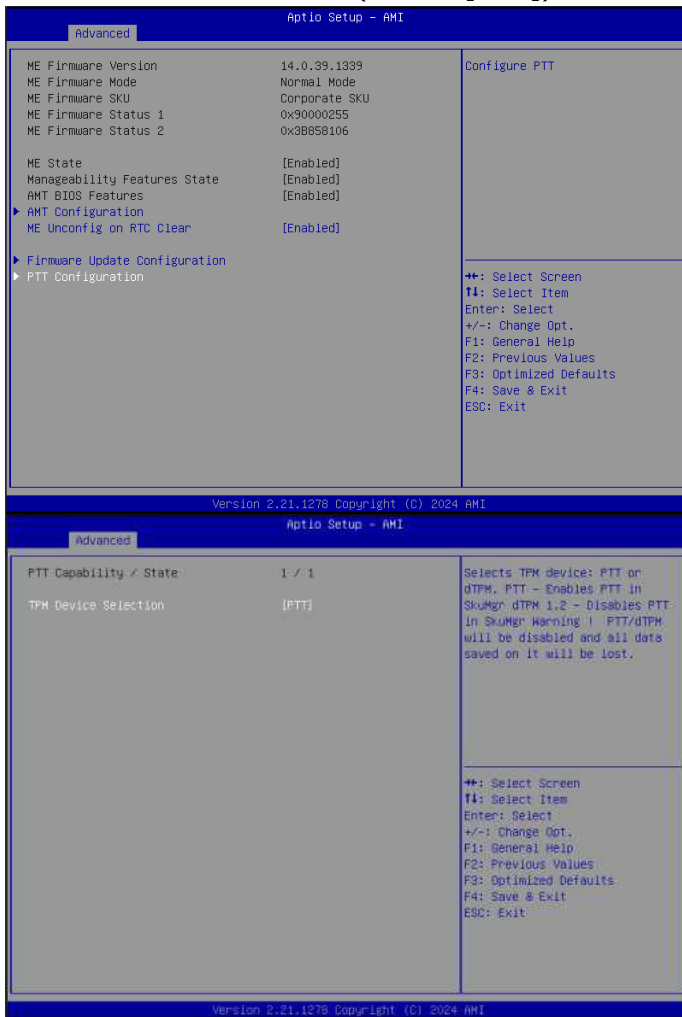 Aptio Setup - AMI
Advanced
ME Firmware Version 14.0.39.1339
ME Firmware Mode Normal Mode
ME Firmware SKU Corporate SKU
ME Firmware Status 1 0x90000255
ME Firmware Status 2 0x3B858106
ME State [Enabled]
Manageability Features State [Enabled]
AMT BIOS Features [Enabled]
AMT Configuration
ME Unconfig on RTC Clear [Enabled]
Firmware Update Configuration
PTT Configuration
Configure PTT
→←: Select Screen
↑↓: Select Item
Enter: Select
+/-: Change Opt.
F1: General Help
F2: Previous Values
F3: Optimized Defaults
F4: Save & Exit
ESC: Exit
Version 2.21.1278 Copyright (C) 2024 AMI
Aptio Setup - AMI
Advanced
PTT Capability / State 1 / 1
TPM Device Selection [PTT]
Selects TPM device: PTT or
dTPM. PTT - Enables PTT in
SkuMgr dTPM 1.2 - Disables PTT
in SkuMgr Warning ! PTT/dTPM
will be disabled and all data
saved on it will be lost.
→←: Select Screen
↑↓: Select Item
Enter: Select
+/-: Change Opt.
F1: General Help
F2: Previous Values
F3: Optimized Defaults
F4: Save & Exit
ESC: Exit
Version 2.21.1278 Copyright (C) 2024 AMI